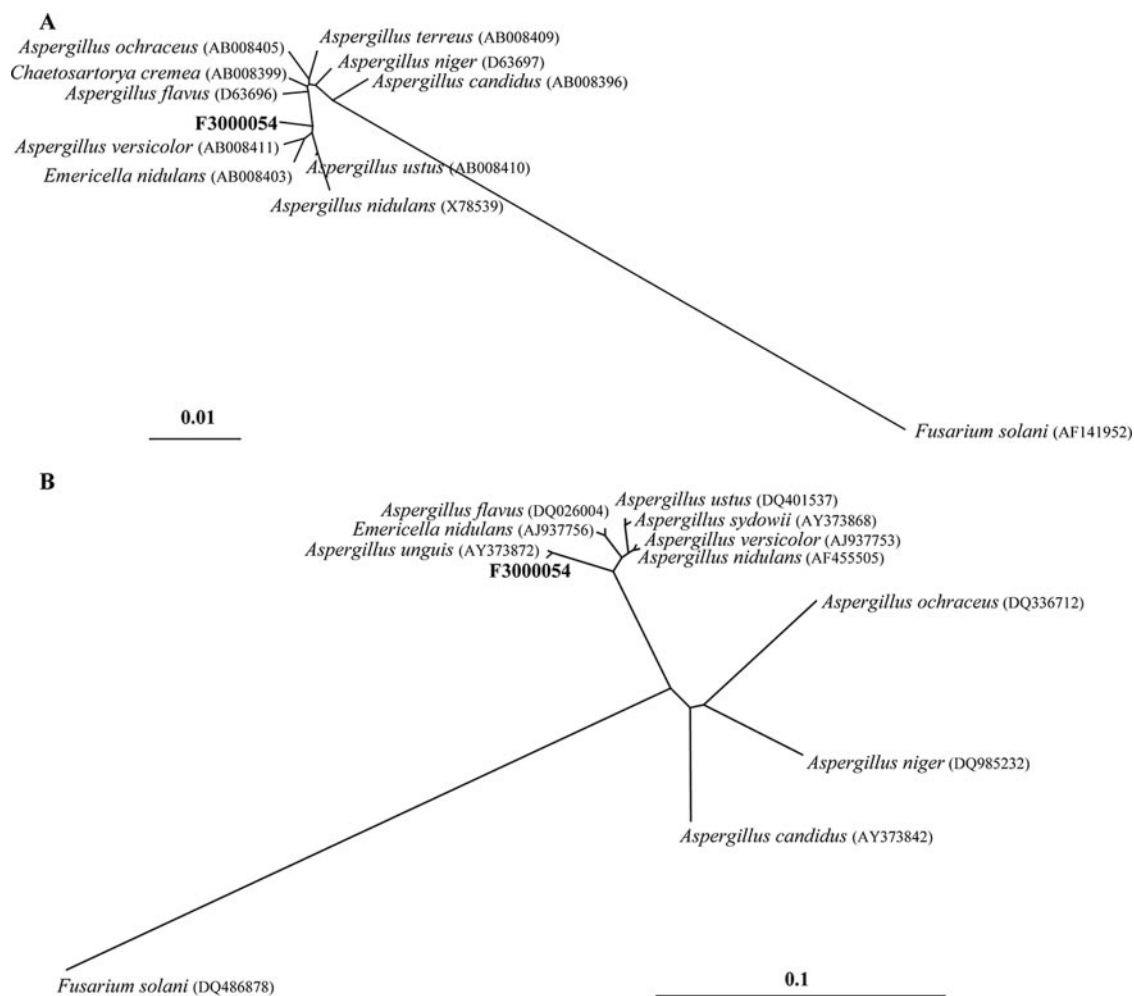 A
Aspergillus ochraceus (AB008405)
Aspergillus terreus (AB008409)
Chaetosartorya cremea (AB008399)
Aspergillus niger (D63697)
Aspergillus flavus (D63696)
Aspergillus candidus (AB008396)
F3000054
Aspergillus versicolor (AB008411)
Aspergillus ustus (AB008410)
Emericella nidulans (AB008403)
Aspergillus nidulans (X78539)
0.01
Fusarium solani (AF141952)
B
Aspergillus flavus (DQ026004)
Aspergillus ustus (DQ401537)
Emericella nidulans (AJ937756)
Aspergillus sydowii (AY373868)
Aspergillus unguis (AY373872)
Aspergillus versicolor (AJ937753)
F3000054
Aspergillus nidulans (AF455505)
Aspergillus ochraceus (DQ336712)
Aspergillus niger (DQ985232)
Aspergillus candidus (AY373842)
Fusarium solani (DQ486878)
0.1